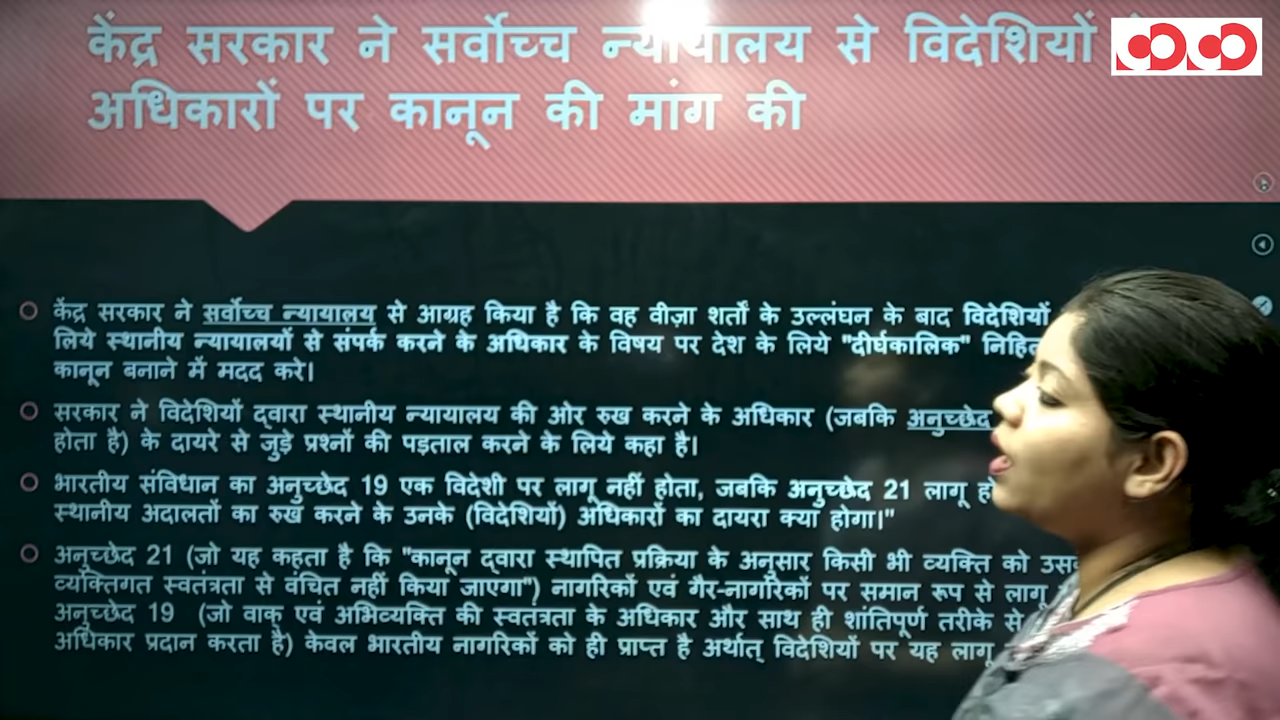 केंद्र सरकार ने सर्वोच्च न्यायालय से विदेशियों
अधिकारों पर कानून की मांग की
केंद्र सरकार ने सर्वोच्च न्यायालय से आग्रह किया है कि वह वीज़ा शर्तों के उल्लंघन के बाद विदेशियों
लिये स्थानीय न्यायालयों से संपर्क करने के अधिकार के विषय पर देश के लिये "दीर्घकालिक"
कानून बनाने में मदद करे।
सरकार ने विदेशियों द्वारा स्थानीय न्यायालय की ओर रुख करने के अधिकार (जबकि अनुच्छेद
होता है) के दायरे से जुड़े प्रश्नों की पड़ताल करने के लिये कहा है।
भारतीय संविधान का अनुच्छेद 19 एक विदेशी पर लागू नहीं होता, जबकि अनुच्छेद 21 लागू
स्थानीय अदालतों का रुख करने के उनके (विदेशियों) अधिकारों का दायरा क्या होगा।"
अनुच्छेद 21 (जो यह कहता है कि "कानून द्वारा स्थापित प्रक्रिया के अनुसार किसी भी व्यक्ति को
व्यक्तिगत स्वतंत्रता से वंचित नहीं किया जाएगा") नागरिकों एवं गैर-नागरिकों पर समान रूप से लागू
अनुच्छेद 19 (जो वाक् एवं अभिव्यक्ति की स्वतंत्रता के अधिकार और साथ ही शांतिपूर्ण तरीके से
अधिकार प्रदान करता है) केवल भारतीय नागरिकों को ही प्राप्त है अर्थात् विदेशियों पर यह लागू